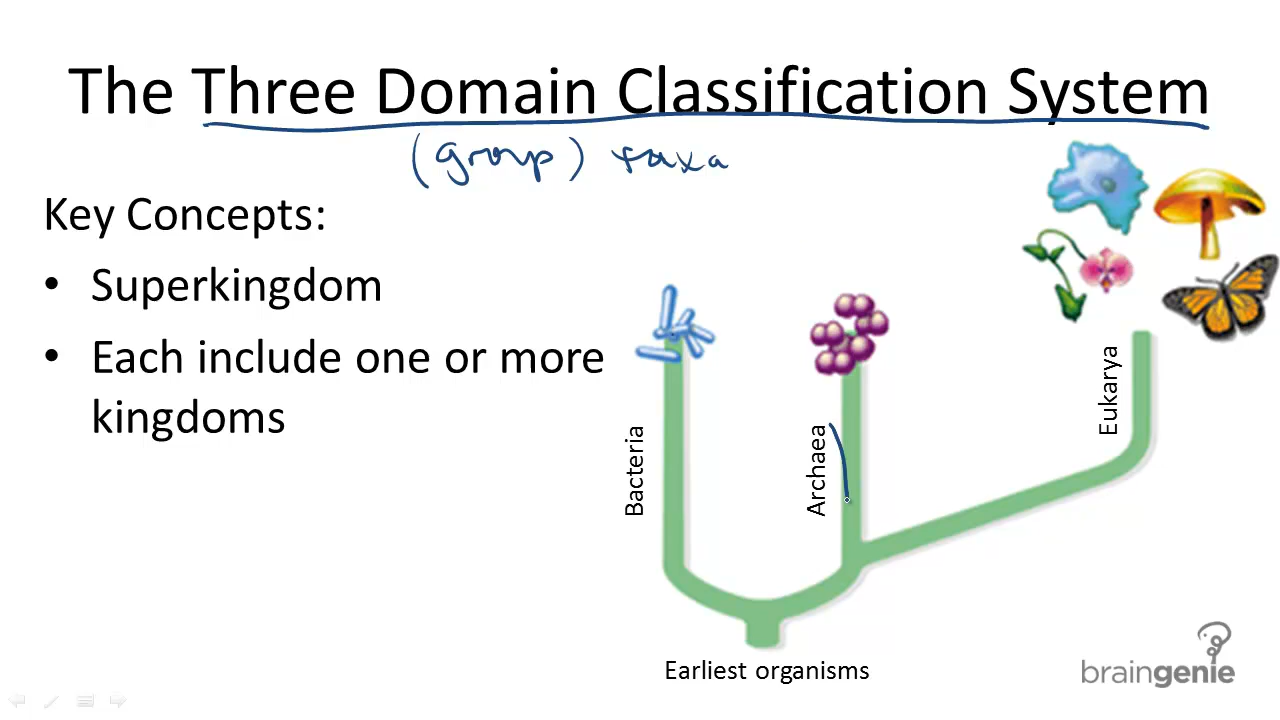 The Three Domain Classification System
(group) taxa
Key Concepts:
• Superkingdom
• Each include one or more
kingdoms
Bacteria
Archaea
Eukarya
Earliest organisms
braingenie